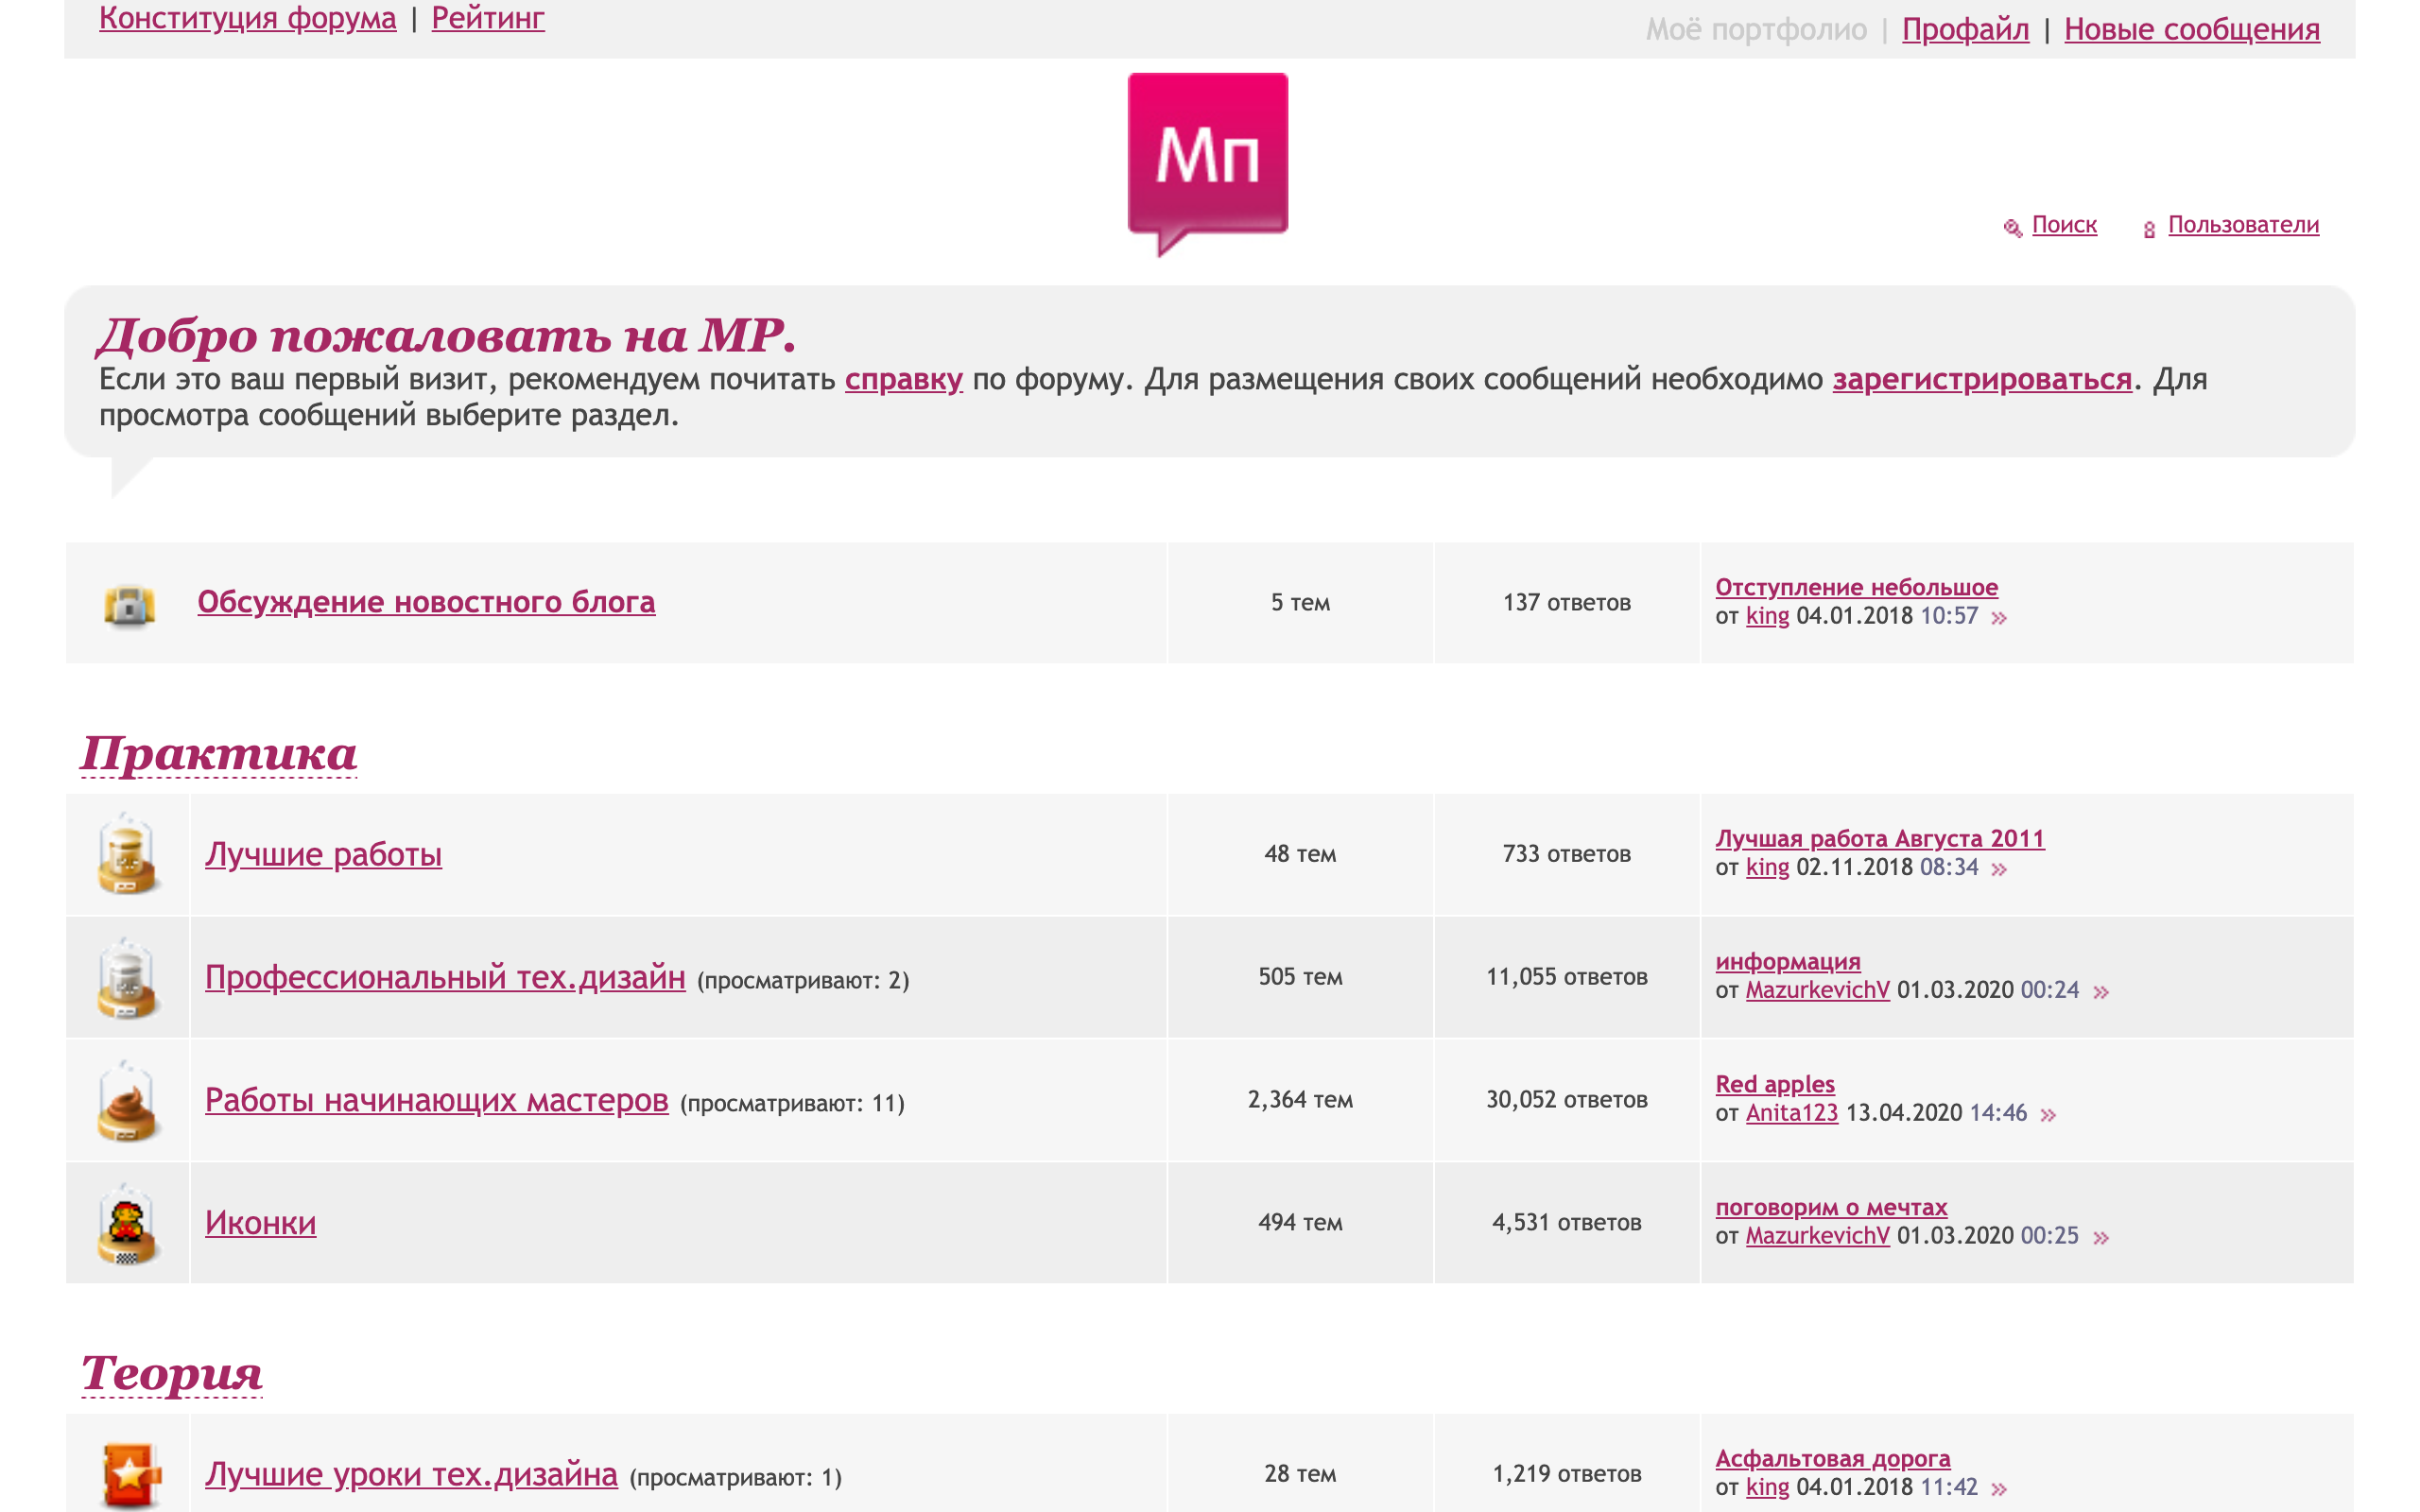 Конституция форума | Рейтинг
Моё портфолио | Профайл | Новые сообщения
Мп
Поиск Пользователи
Добро пожаловать на MP.
Если это ваш первый визит, рекомендуем почитать справку по форуму. Для размещения своих сообщений необходимо зарегистрироваться. Для
просмотра сообщений выберите раздел.
Обсуждение новостного блога
5 тем
137 ответов
Отступление небольшое
от king 04.01.2018 10:57 »
Практика
Лучшие работы
48 тем
733 ответов
Лучшая работа Августа 2011
от king 02.11.2018 08:34 »
Профессиональный тех.дизайн (просматривают: 2)
505 тем
11,055 ответов
информация
от MazurkevichV 01.03.2020 00:24 »
Работы начинающих мастеров (просматривают: 11)
2,364 тем
30,052 ответов
Red apples
от Anita123 13.04.2020 14:46 »
Иконки
494 тем
4,531 ответов
поговорим о мечтах
от MazurkevichV 01.03.2020 00:25 »
Теория
Лучшие уроки тех.дизайна (просматривают: 1)
28 тем
1,219 ответов
Асфальтовая дорога
от king 04.01.2018 11:42 »